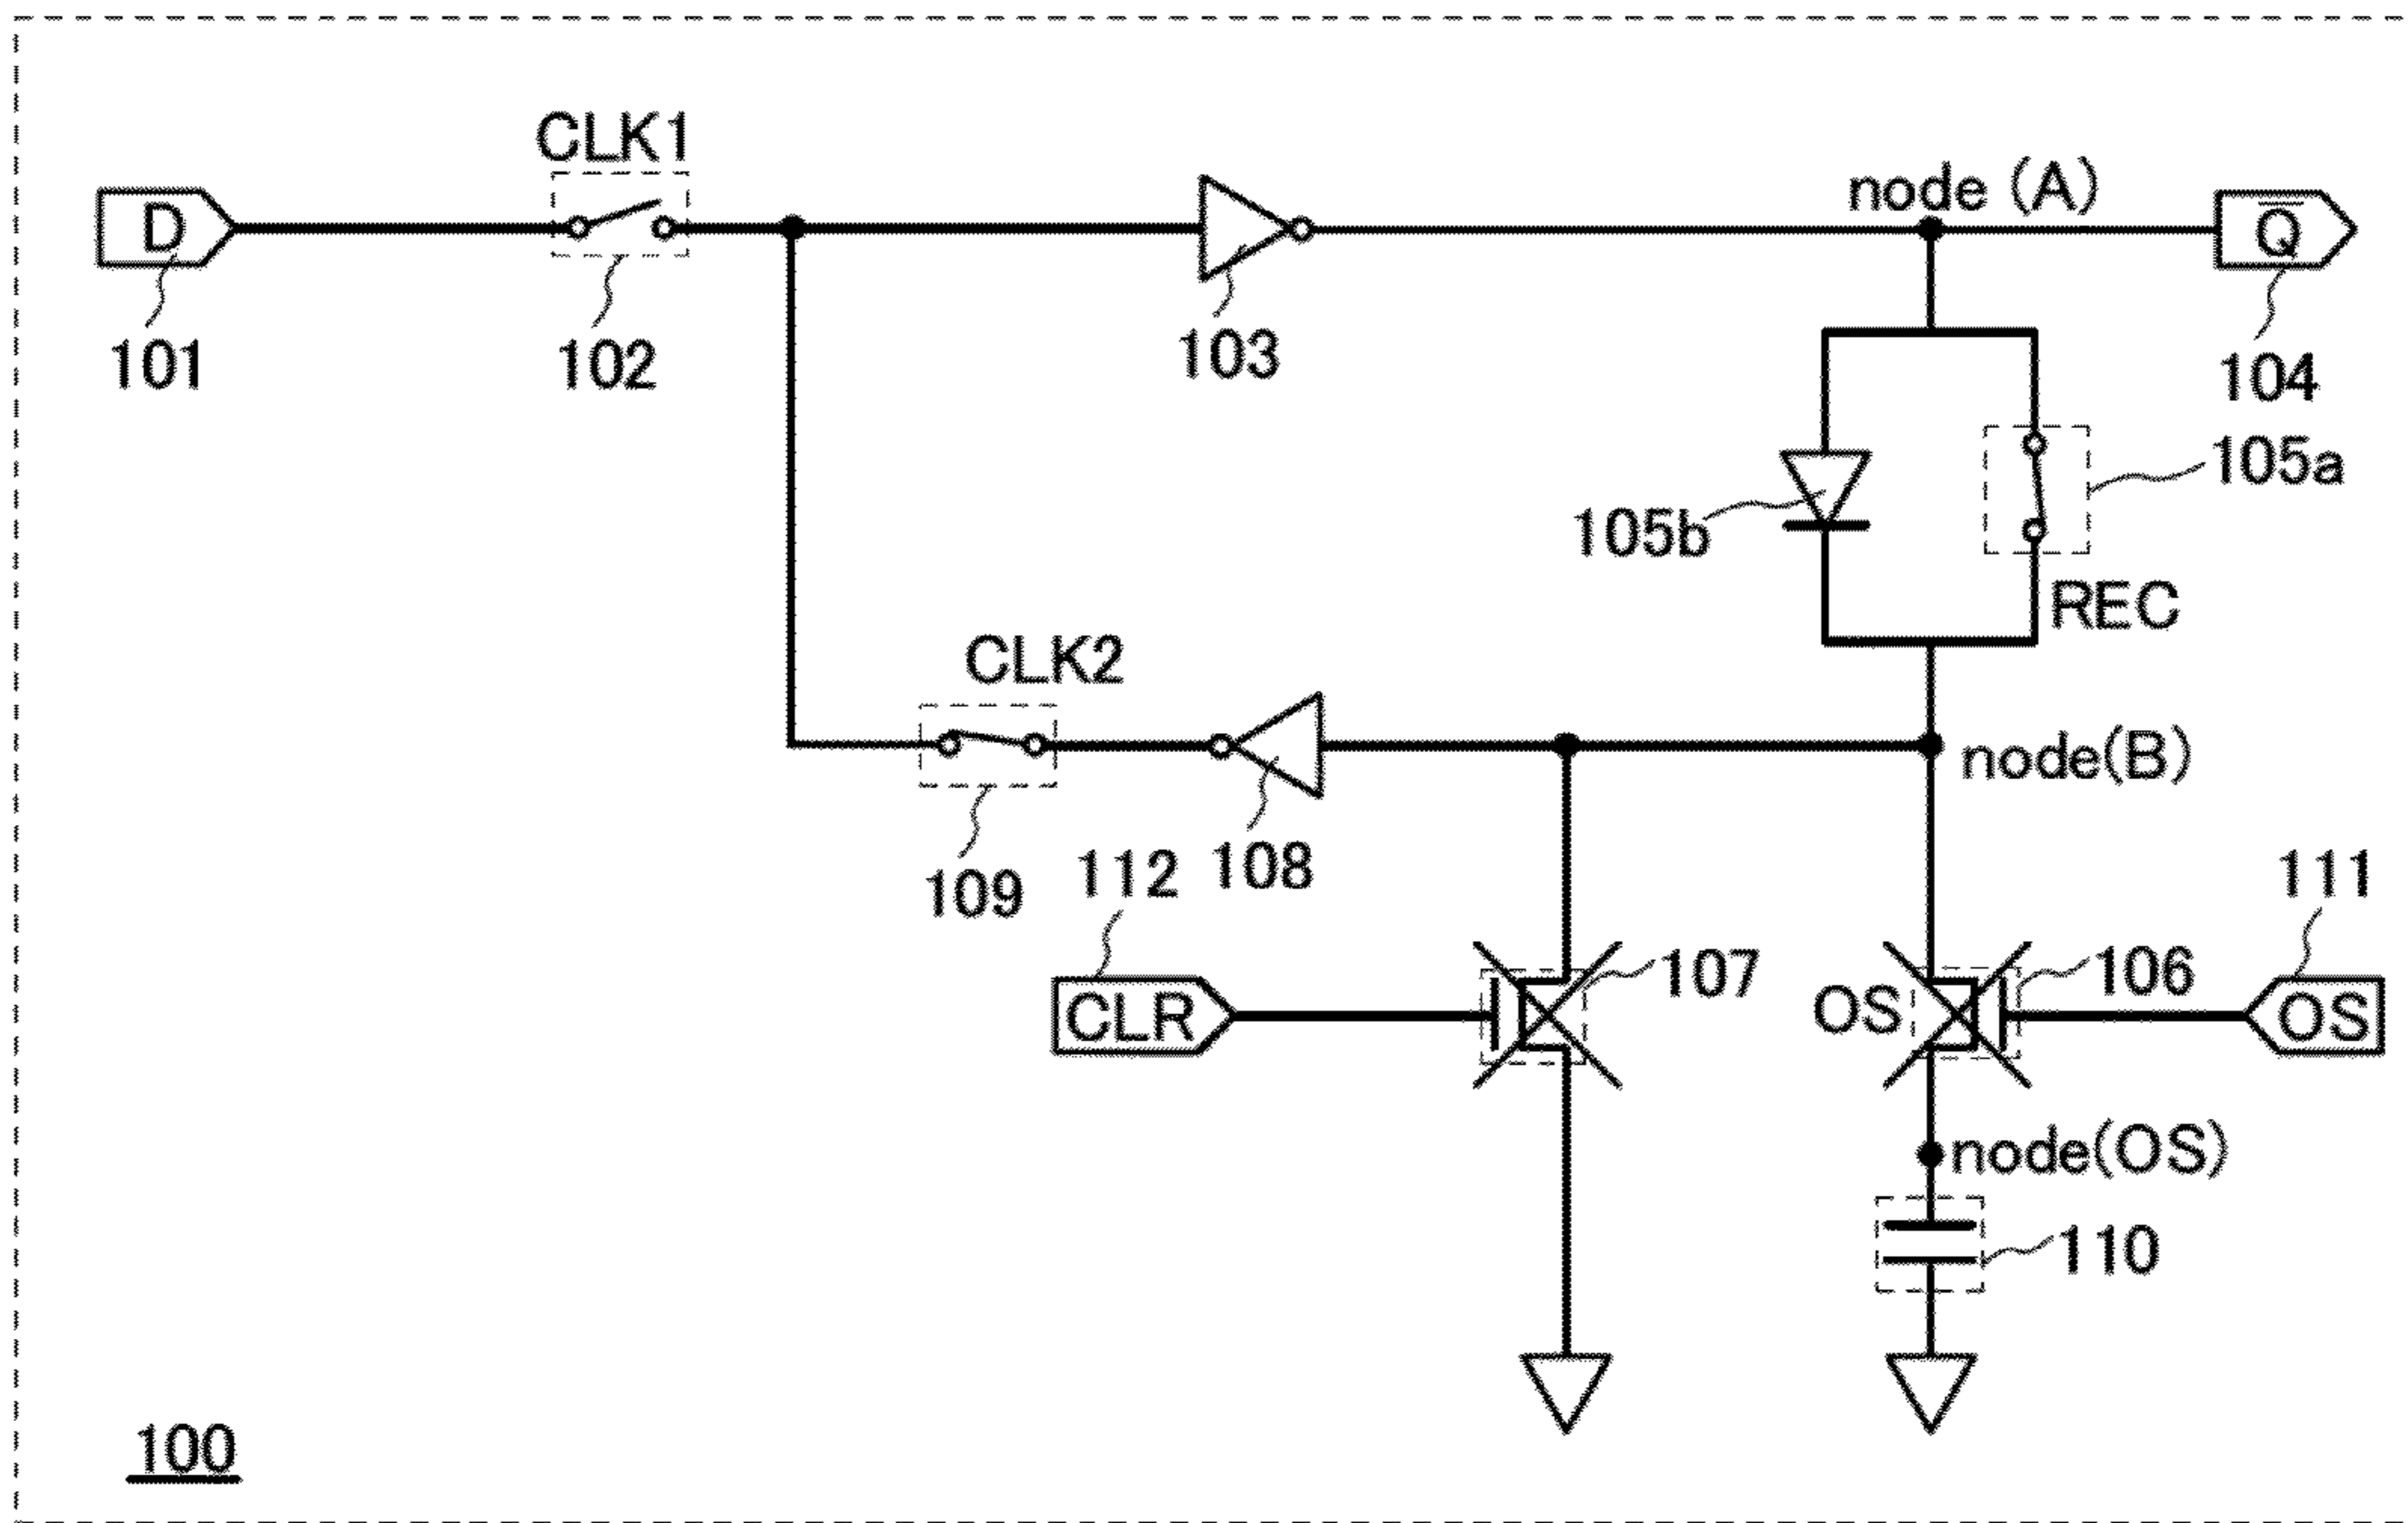 CLK1
node (A)
D
Q̅
101
102
103
104
105a
105b
REC
CLK2
node(B)
109
112
108
111
107
106
CLR
OS
OS
node(OS)
110
100